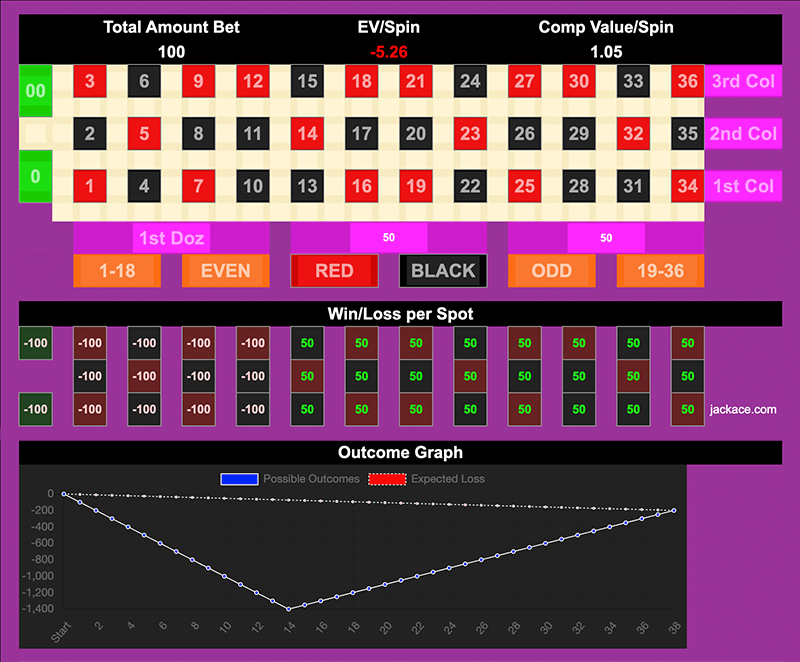 Total Amount Bet EV/Spin Comp Value/Spin
100 -5.26 1.05
00 3 6 9 12 15 18 21 24 27 30 33 36 3rd Col
2 5 8 11 14 17 20 23 26 29 32 35 2nd Col
0 1 4 7 10 13 16 19 22 25 28 31 34 1st Col
1st Doz 50 50
1-18 EVEN RED BLACK ODD 19-36
Win/Loss per Spot
-100 -100 -100 -100 -100 50 50 50 50 50 50 50 50
-100 -100 -100 -100 50 50 50 50 50 50 50 50
-100 -100 -100 -100 -100 50 50 50 50 50 50 50 50 jackace.com
Outcome Graph
Possible Outcomes Expected Loss
0
-200
-400
-600
-800
-1,000
-1,200
-1,400
Start 2 4 6 8 10 12 14 16 18 20 22 24 26 28 30 32 34 36 38